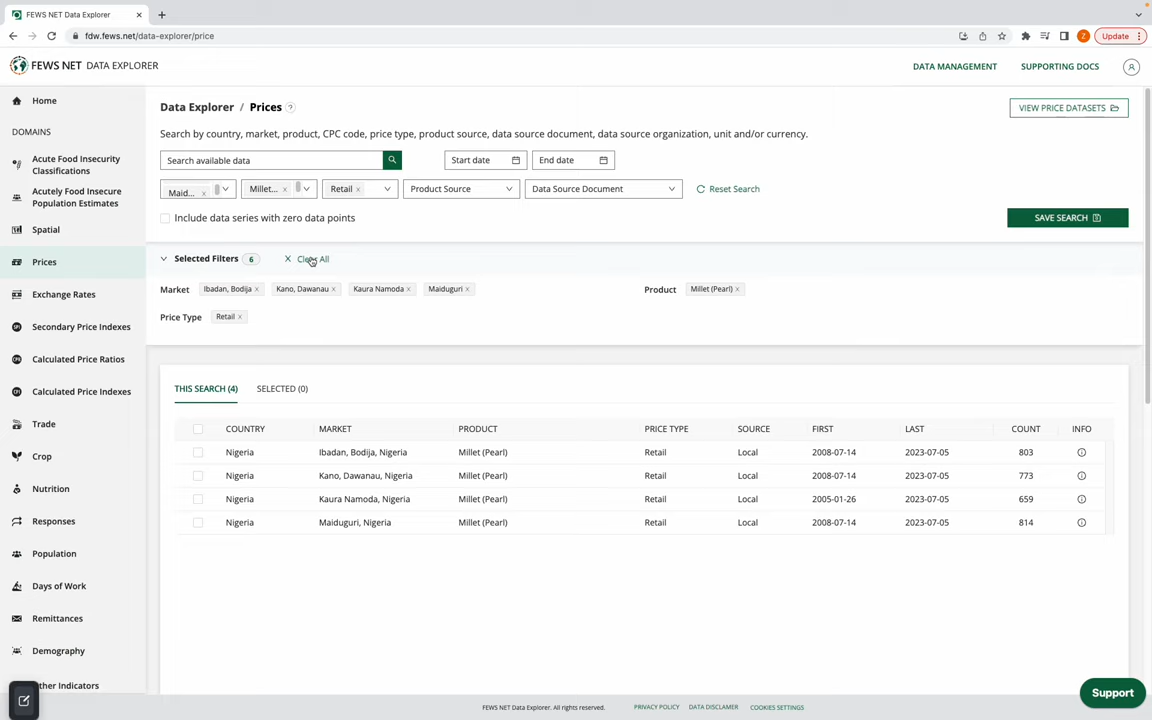 FEWS NET Data Explorer
fdw.fews.net/data-explorer/price
Z
Update
FEWS NET DATA EXPLORER
DATA MANAGEMENT
SUPPORTING DOCS
Home
DOMAINS
Acute Food Insecurity
Classifications
Acutely Food Insecure
Population Estimates
Spatial
Prices
Exchange Rates
Secondary Price Indexes
Calculated Price Ratios
Calculated Price Indexes
Trade
Crop
Nutrition
Responses
Population
Days of Work
Remittances
Demography
ther Indicators
Data Explorer / Prices ?
VIEW PRICE DATASETS
Search by country, market, product, CPC code, price type, product source, data source document, data source organization, unit and/or currency.
Search available data
Start date
End date
Maid... x
Millet... x
Retail x
Product Source
Data Source Document
Reset Search
Include data series with zero data points
SAVE SEARCH
Selected Filters 6
Clear All
Market Ibadan, Bodija x Kano, Dawanau x Kaura Namoda x Maiduguri x
Product Millet (Pearl) x
Price Type Retail x
THIS SEARCH (4) SELECTED (0)
COUNTRY MARKET PRODUCT PRICE TYPE SOURCE FIRST LAST COUNT INFO
Nigeria Ibadan, Bodija, Nigeria Millet (Pearl) Retail Local 2008-07-14 2023-07-05 803
Nigeria Kano, Dawanau, Nigeria Millet (Pearl) Retail Local 2008-07-14 2023-07-05 773
Nigeria Kaura Namoda, Nigeria Millet (Pearl) Retail Local 2005-01-26 2023-07-05 659
Nigeria Maiduguri, Nigeria Millet (Pearl) Retail Local 2008-07-14 2023-07-05 814
Support
FEWS NET Data Explorer. All rights reserved. PRIVACY POLICY DATA DISCLAIMER COOKIES SETTINGS